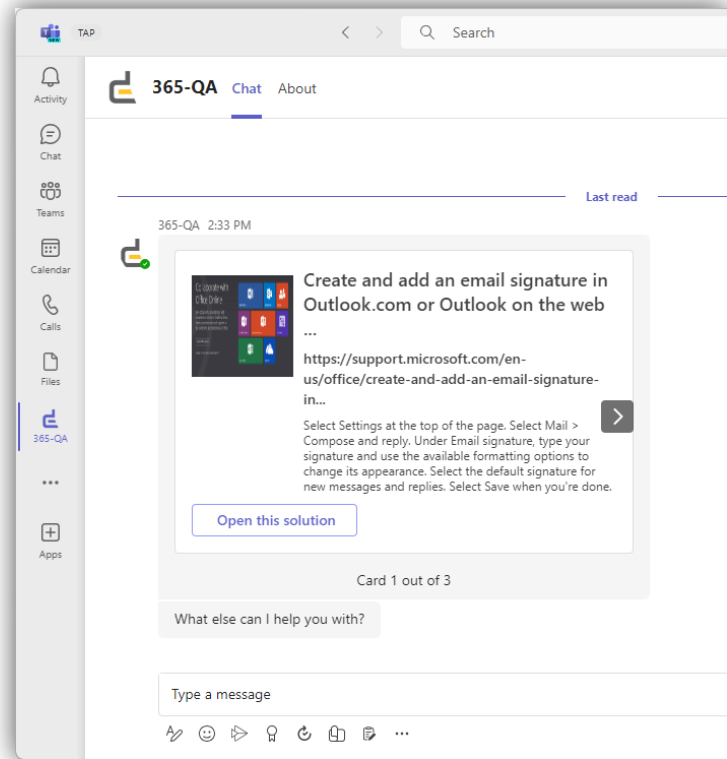 TAP
Search
Activity
Chat
Teams
Calendar
Calls
Files
365-QA
Apps
365-QA Chat About
Last read
365-QA 2:33 PM
Collaborate with
Office Online
Create and add an email signature in
Outlook.com or Outlook on the web
...
https://support.microsoft.com/en-
us/office/create-and-add-an-email-signature-
in...
Select Settings at the top of the page. Select Mail >
Compose and reply. Under Email signature, type your
signature and use the available formatting options to
change its appearance. Select the default signature for
new messages and replies. Select Save when you're done.
Open this solution
Card 1 out of 3
What else can I help you with?
Type a message